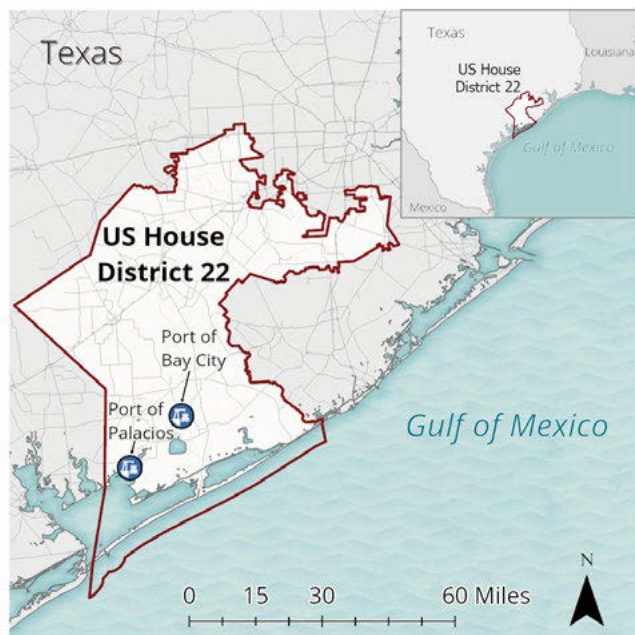 Texas
US House
District 22
Port of
Bay City
Port of
Palacios
Gulf of Mexico
0 15 30 60 Miles
N
Texas
Louisiana
US House
District 22
Gulf of Mexico
Mexico